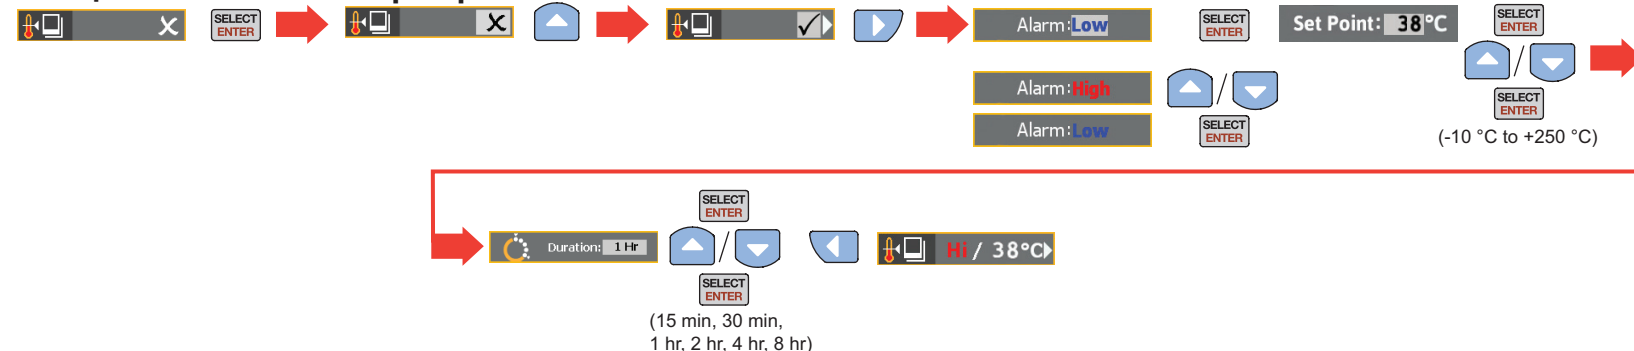 SELECT
ENTER
Alarm:Low
SELECT
ENTER
Set Point: 38°C
SELECT
ENTER
Alarm:High
Alarm:Low
SELECT
ENTER
SELECT
ENTER
(-10 °C to +250 °C)
SELECT
ENTER
Duration: 1 Hr
Hi / 38°C
SELECT
ENTER
(15 min, 30 min,
1 hr, 2 hr, 4 hr, 8 hr)